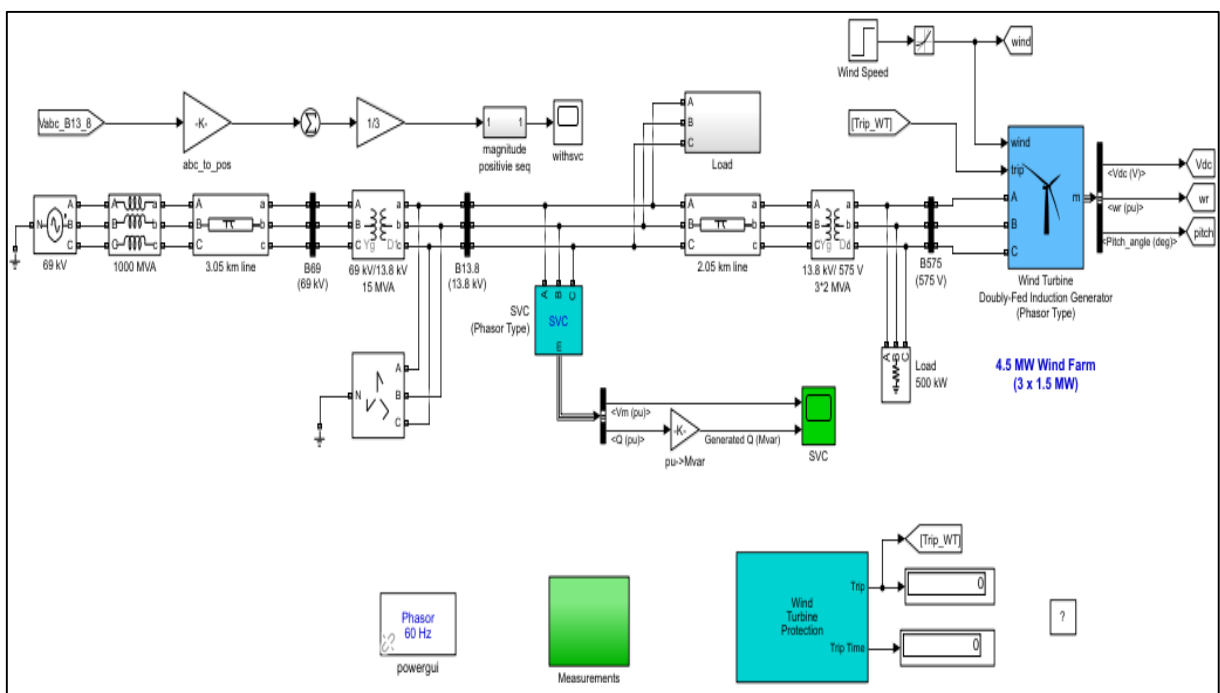 wind
Wind Speed
Vabc_B13_8
-K-
abc_to_pos
1/3
1 1
magnitude
positivie seq
withsvc
A
B
C
Load
[Trip_WT]
wind
trip
A
B
C
m
<Vdc (V)>
<wr (pu)>
<Pitch_angle (deg)>
Vdc
wr
pitch
Wind Turbine
Doubly-Fed Induction Generator
(Phasor Type)
N
A
B
C
69 kV
A a
B b
C c
1000 MVA
A a
B b
C c
3.05 km line
B69
(69 kV)
A a
B b
C c
Yg
69 kV/13.8 kV
15 MVA
B13.8
(13.8 kV)
A a
B b
C c
2.05 km line
A a
B b
C c
Yg
13.8 kV/ 575 V
3*2 MVA
B575
(575 V)
A B C
SVC
m
SVC
(Phasor Type)
N
A
B
C
A B C
Load
500 kW
4.5 MW Wind Farm
(3 x 1.5 MW)
<Vm (pu)>
<Q (pu)>
-K-
pu->Mvar
Generated Q (Mvar)
SVC
[Trip_WT]
Phasor
60 Hz
powergui
Measurements
Wind
Turbine
Protection
Trip
Trip Time
0
0
?